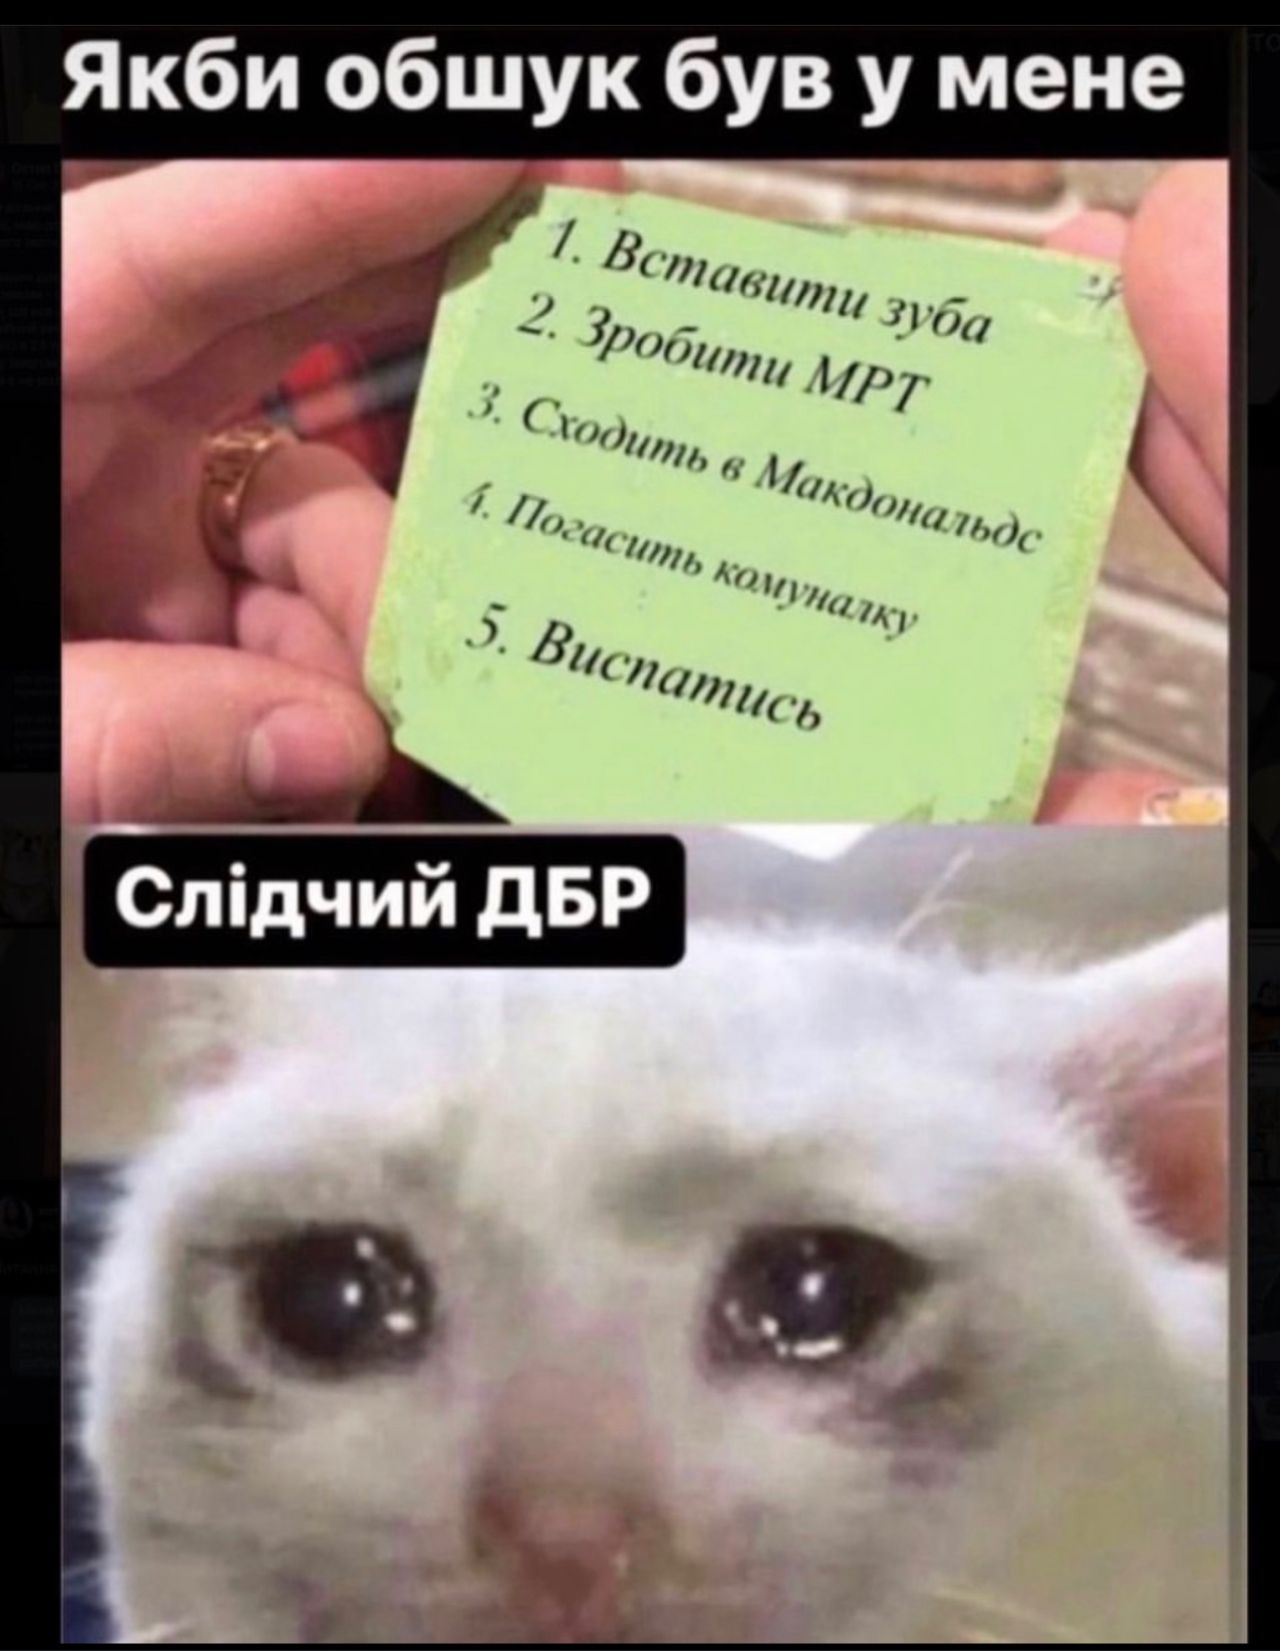 Якби обшук був у мене
1. Вставити зуба
2. Зробити МРТ
3. Сходить в Макдональдс
4. Погасить комуналку
5. Виспатись
Слідчий ДБР